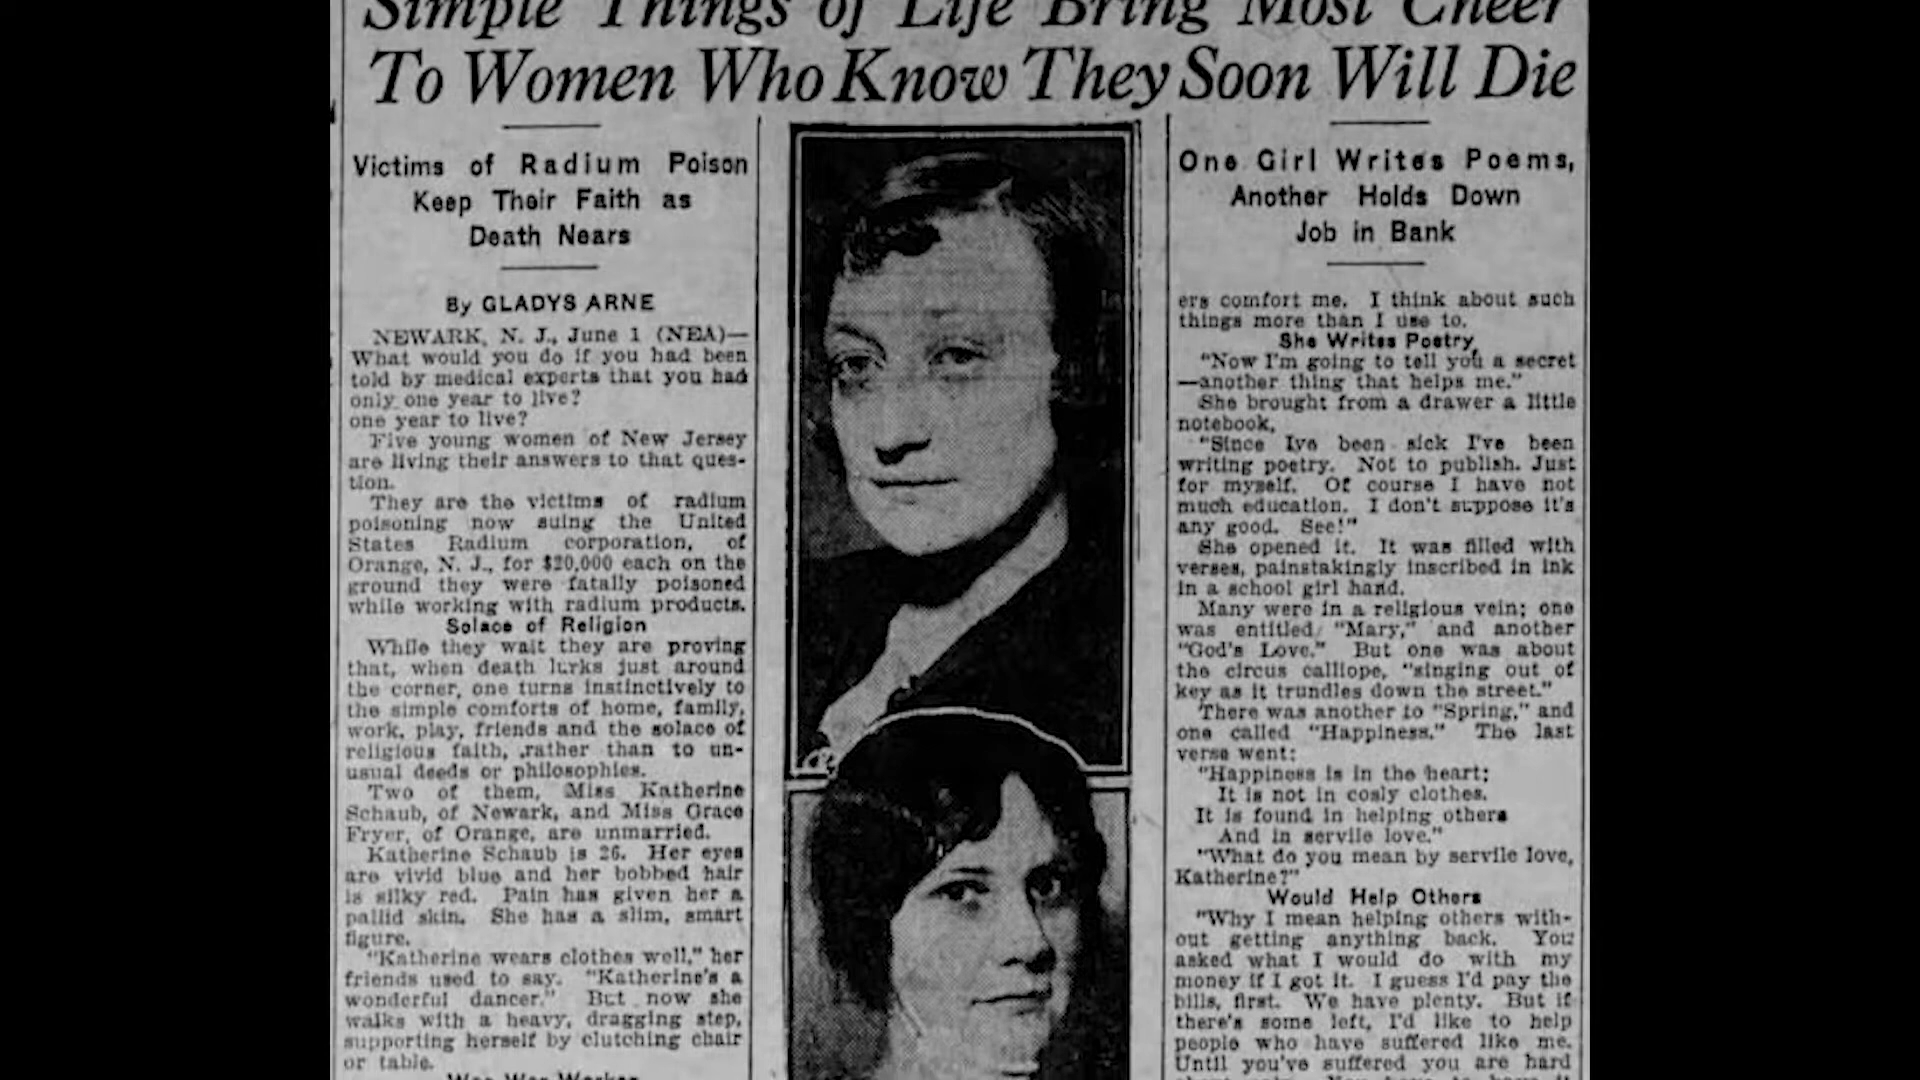 Simple Things of Life Bring Most Cheer
To Women Who Know They Soon Will Die
Victims of Radium Poison
Keep Their Faith as
Death Nears
By GLADYS ARNE
NEWARK, N. J., June 1 (NEA)—
What would you do if you had been
told by medical experts that you had
only one year to live?
one year to live?
Five young women of New Jersey
are living their answers to that ques-
tion.
They are the victims of radium
poisoning now suing the United
States Radium corporation, of
Orange, N. J., for $20,000 each on the
ground they were fatally poisoned
while working with radium products.
Solace of Religion
While they wait they are proving
that, when death lurks just around
the corner, one turns instinctively to
the simple comforts of home, family,
work, play, friends and the solace of
religious faith, rather than to un-
usual deeds or philosophies.
Two of them, Miss Katherine
Schaub, of Newark, and Miss Grace
Fryer, of Orange, are unmarried.
Katherine Schaub is 26. Her eyes
are vivid blue and her bobbed hair
is silky red. Pain has given her a
pallid skin. She has a slim, smart
figure.
"Katherine wears clothes well," her
friends used to say. "Katherine's a
wonderful dancer." But now she
walks with a heavy, dragging step,
supporting herself by clutching chair
or table.
One Girl Writes Poems,
Another Holds Down
Job in Bank
ers comfort me. I think about such
things more than I use to.
She Writes Poetry
"Now I'm going to tell you a secret
—another thing that helps me."
She brought from a drawer a little
notebook,
"Since Ive been sick I've been
writing poetry. Not to publish. Just
for myself. Of course I have not
much education. I don't suppose it's
any good. See!"
She opened it. It was filled with
verses, painstakingly inscribed in ink
in a school girl hand.
Many were in a religious vein; one
was entitled "Mary," and another
"God's Love." But one was about
the circus calliope, "singing out of
key as it trundles down the street."
There was another to "Spring," and
one called "Happiness." The last
verse went:
"Happiness is in the heart;
It is not in cosly clothes.
It is found in helping others
And in servile love."
"What do you mean by servile love,
Katherine?"
Would Help Others
"Why I mean helping others with-
out getting anything back. You
asked what I would do with my
money if I got it. I guess I'd pay the
bills, first. We have plenty. But if
there's some left, I'd like to help
people who have suffered like me.
Until you've suffered you are hard